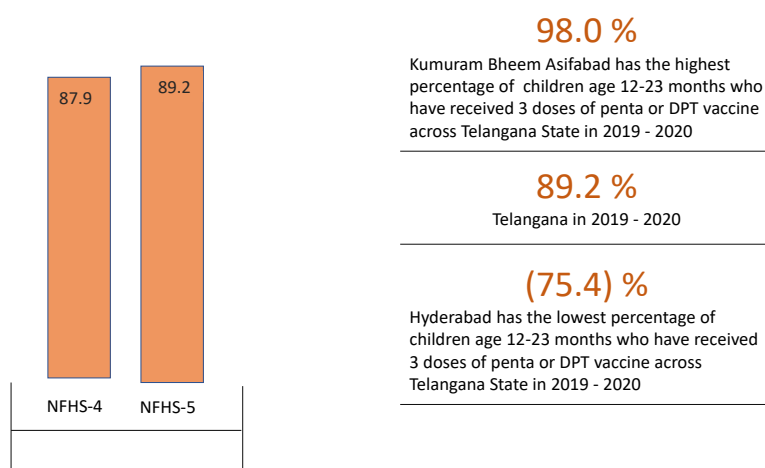 87.9
89.2
NFHS-4
NFHS-5
98.0 %
Kumuram Bheem Asifabad has the highest
percentage of  children age 12-23 months who
have received 3 doses of penta or DPT vaccine
across Telangana State in 2019 - 2020
89.2 %
Telangana in 2019 - 2020
(75.4) %
Hyderabad has the lowest percentage of
children age 12-23 months who have received
3 doses of penta or DPT vaccine across
Telangana State in 2019 - 2020